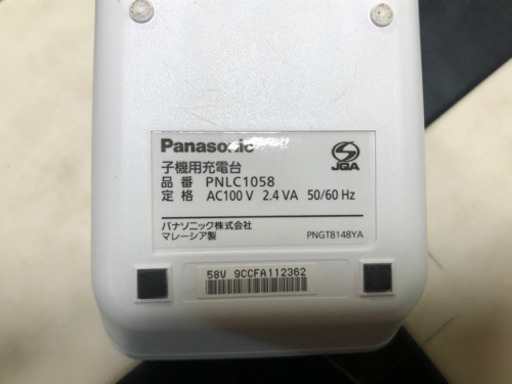 Panasonic
JQA
子機用充電台
品番 PNLC1058
定格 AC100 V 2.4 VA 50/60 Hz
パナソニック株式会社
マレーシア製
PNGT8148YA
58V 9CCFA112362